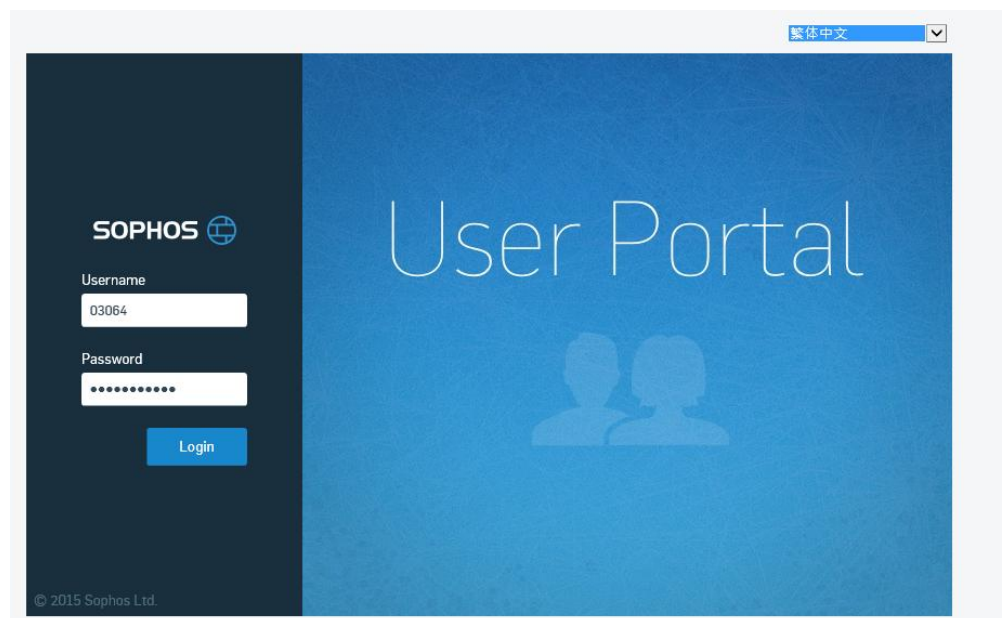 繁体中文
SOPHOS
User Portal
Username
03064
Password
•••••••••••
Login
© 2015 Sophos Ltd.